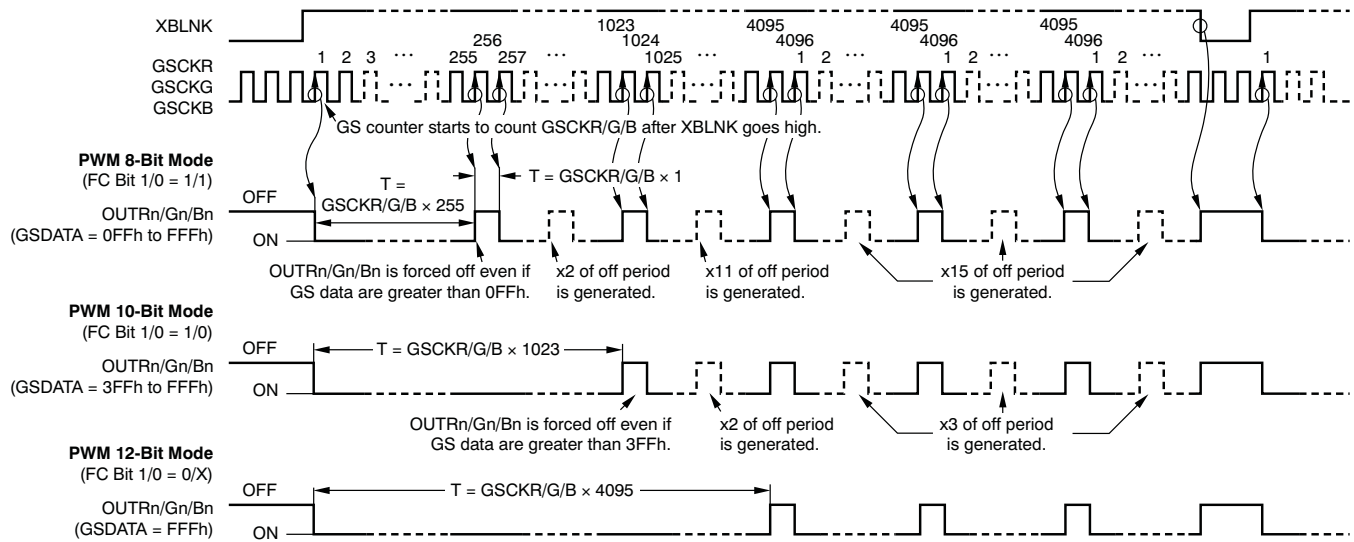 XBLNK
1023 4095 4095 4095
256 1024 4096 4096 4096
1 2 3 ... 255 257 ... 1025 ... 1 2 ... 1 2 ... 1 2 ... 1
GSCKR
GSCKG
GSCKB
GS counter starts to count GSCKR/G/B after XBLNK goes high.
PWM 8-Bit Mode
(FC Bit 1/0 = 1/1)
T =
GSCKR/G/B × 255
T = GSCKR/G/B × 1
OFF
OUTRn/Gn/Bn
(GSDATA = 0FFh to FFFh)
ON
OUTRn/Gn/Bn is forced off even if
GS data are greater than 0FFh.
x2 of off period
is generated.
x11 of off period
is generated.
x15 of off period
is generated.
PWM 10-Bit Mode
(FC Bit 1/0 = 1/0)
OFF
T = GSCKR/G/B × 1023
OUTRn/Gn/Bn
(GSDATA = 3FFh to FFFh)
ON
OUTRn/Gn/Bn is forced off even if
GS data are greater than 3FFh.
x2 of off period
is generated.
x3 of off period
is generated.
PWM 12-Bit Mode
(FC Bit 1/0 = 0/X)
OFF
T = GSCKR/G/B × 4095
OUTRn/Gn/Bn
(GSDATA = FFFh)
ON